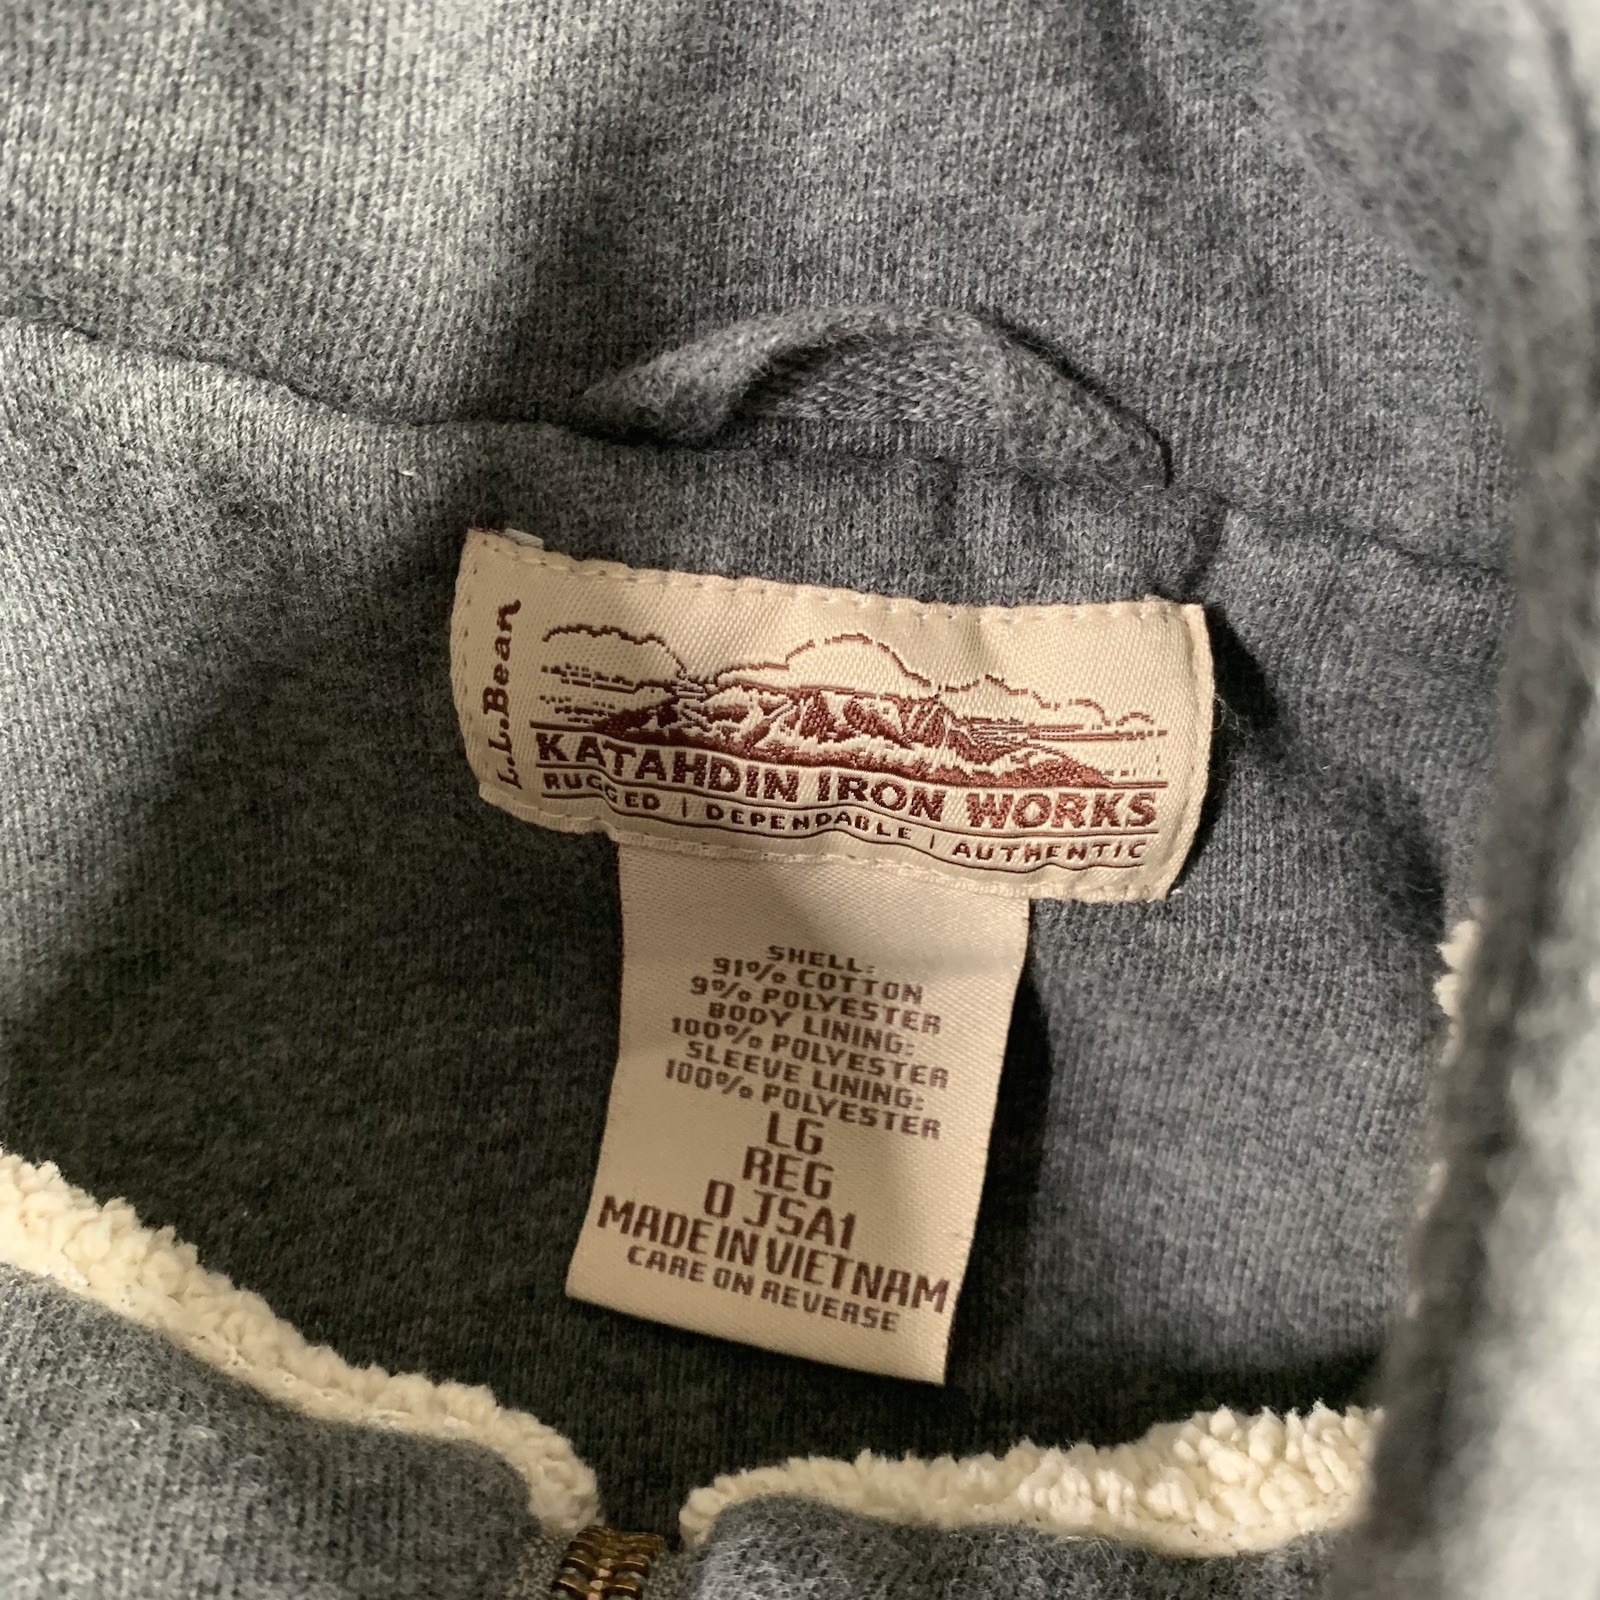 L.L.Bean
KATAHDIN IRON WORKS
RUGGED | DEPENDABLE | AUTHENTIC
SHELL:
91% COTTON
9% POLYESTER
BODY LINING:
100% POLYESTER
SLEEVE LINING:
100% POLYESTER
LG
REG
0 JSA1
MADE IN VIETNAM
CARE ON REVERSE